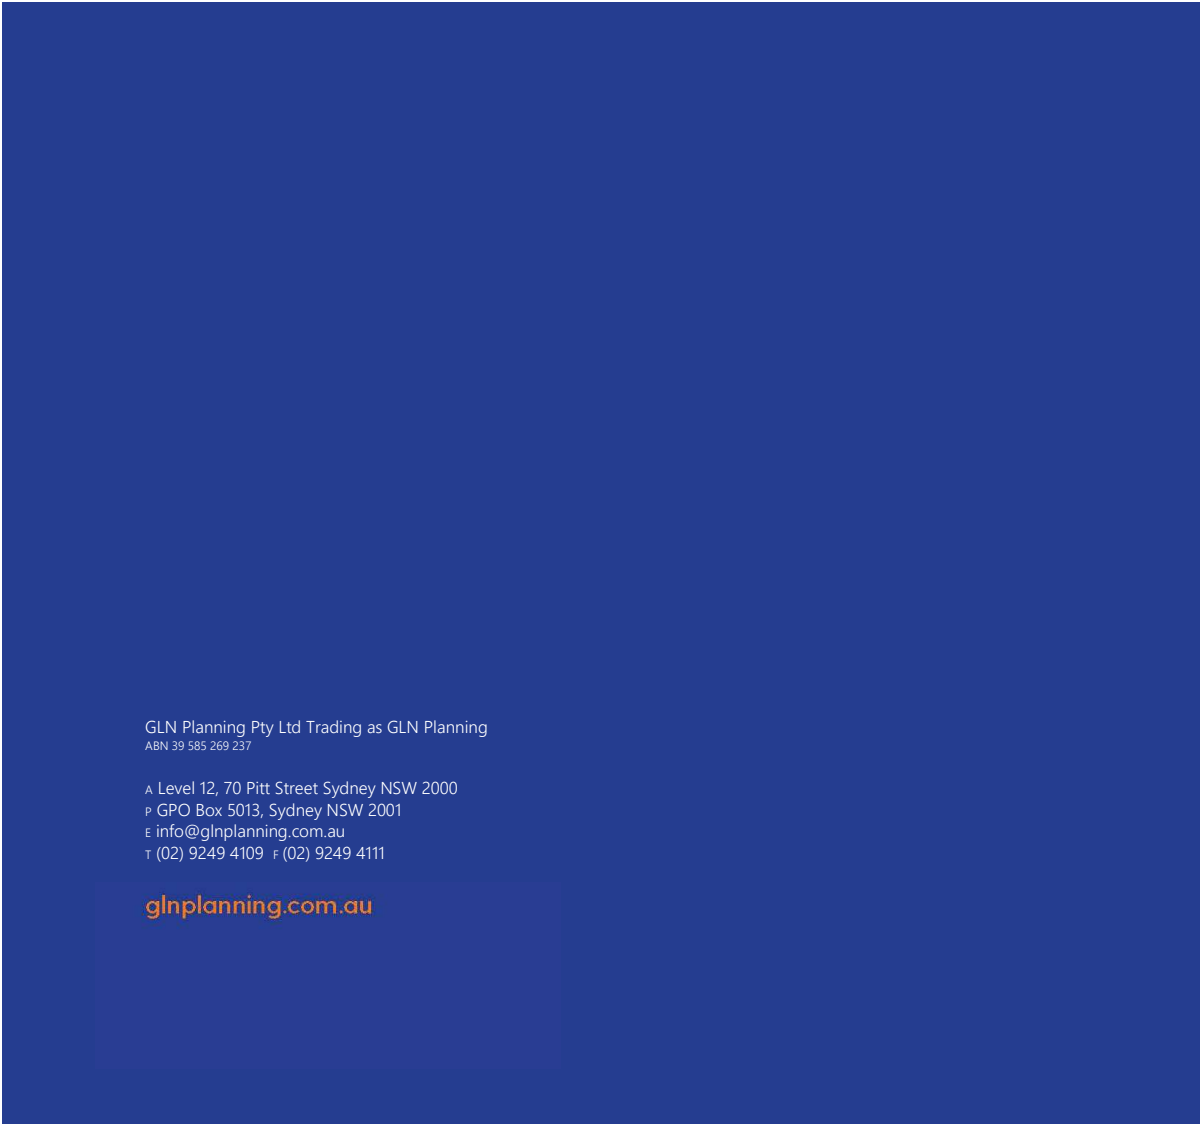 GLN Planning Pty Ltd Trading as GLN Planning
ABN 39 585 269 237
A Level 12, 70 Pitt Street Sydney NSW 2000
P GPO Box 5013, Sydney NSW 2001
E info@glnplanning.com.au
T (02) 9249 4109 F (02) 9249 4111
glnplanning.com.au